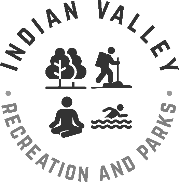 INDIAN VALLEY
• RECREATION AND PARKS •